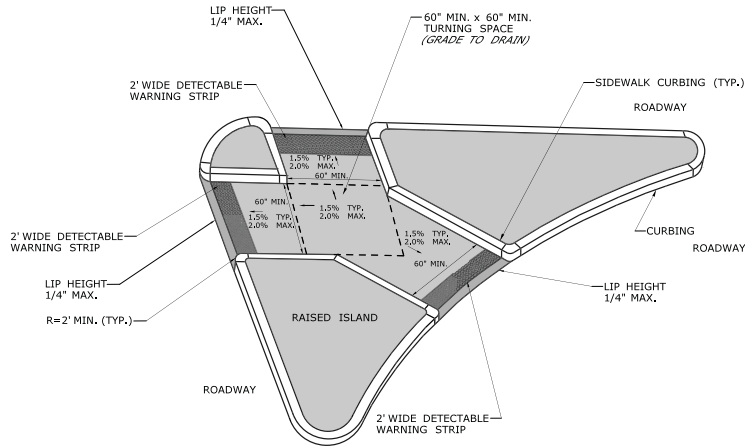 LIP HEIGHT
1/4" MAX.
60" MIN. x 60" MIN.
TURNING SPACE
(GRADE TO DRAIN)
2' WIDE DETECTABLE
WARNING STRIP
SIDEWALK CURBING (TYP.)
ROADWAY
1.5% TYP.
2.0% MAX.
60" MIN.
60" MIN.
1.5% TYP.
2.0% MAX.
1.5% TYP.
2.0% MAX.
1.5% TYP.
2.0% MAX.
60" MIN.
CURBING
ROADWAY
2' WIDE DETECTABLE
WARNING STRIP
LIP HEIGHT
1/4" MAX.
LIP HEIGHT
1/4" MAX.
R=2' MIN. (TYP.)
RAISED ISLAND
ROADWAY
2' WIDE DETECTABLE
WARNING STRIP